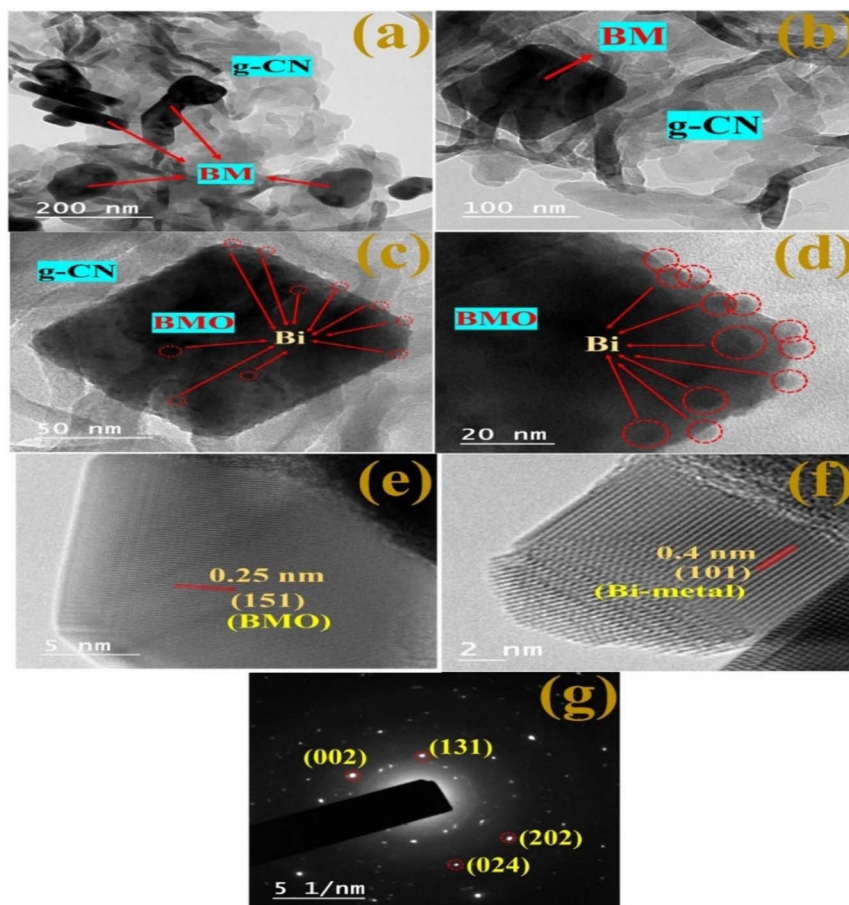 (a)
g-CN
BM
200 nm
(b)
BM
g-CN
100 nm
(c)
g-CN
BMO
Bi
50 nm
(d)
BMO
Bi
20 nm
(e)
0.25 nm
(151)
(BMO)
5 nm
(f)
0.4 nm
(101)
(Bi-metal)
2 nm
(g)
(002)
(131)
(202)
(024)
5 1/nm